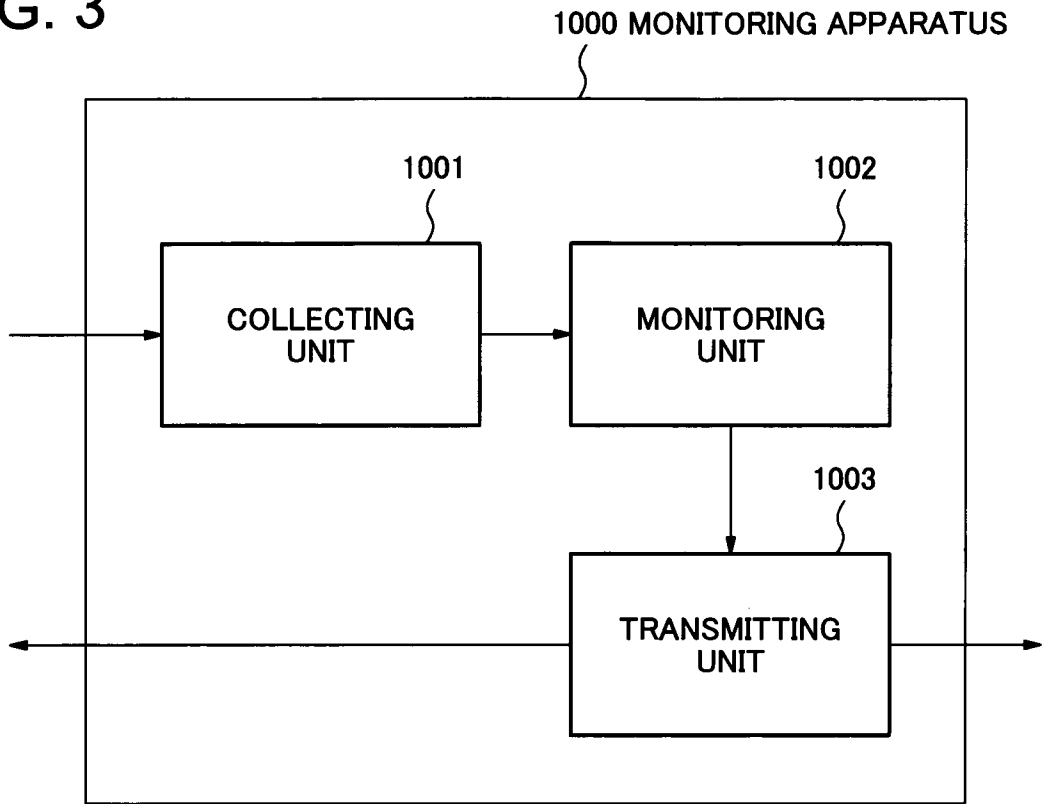 G. 3
1000 MONITORING APPARATUS
1001
1002
COLLECTING
UNIT
MONITORING
UNIT
1003
TRANSMITTING
UNIT